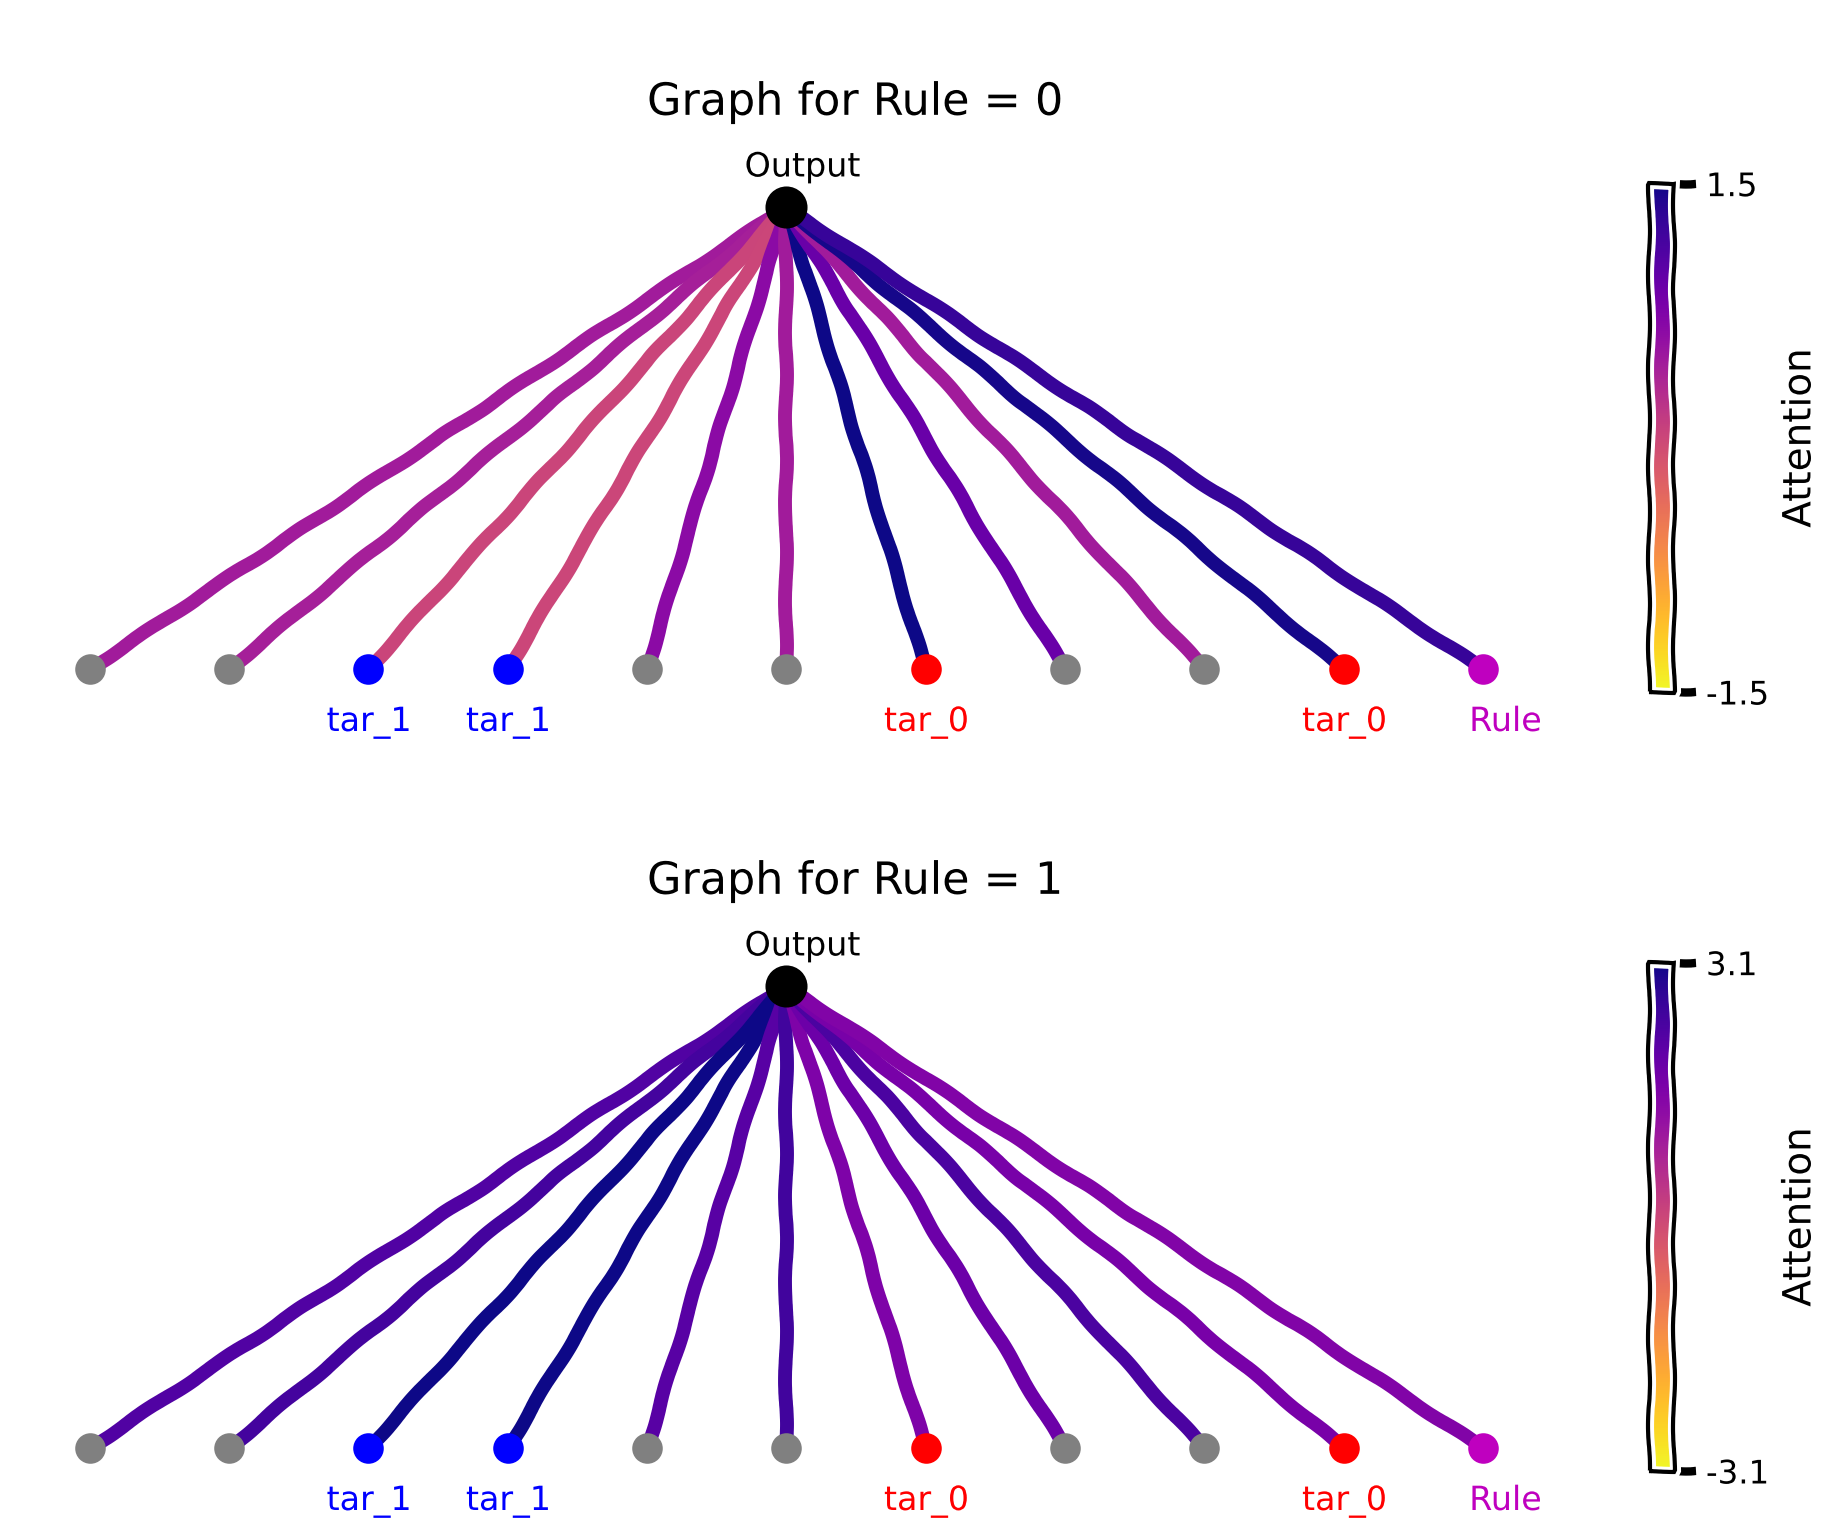 Graph for Rule = 0
Output
1.5
Attention
-1.5
tar_1 tar_1 tar_0 tar_0 Rule
Graph for Rule = 1
Output
3.1
Attention
-3.1
tar_1 tar_1 tar_0 tar_0 Rule